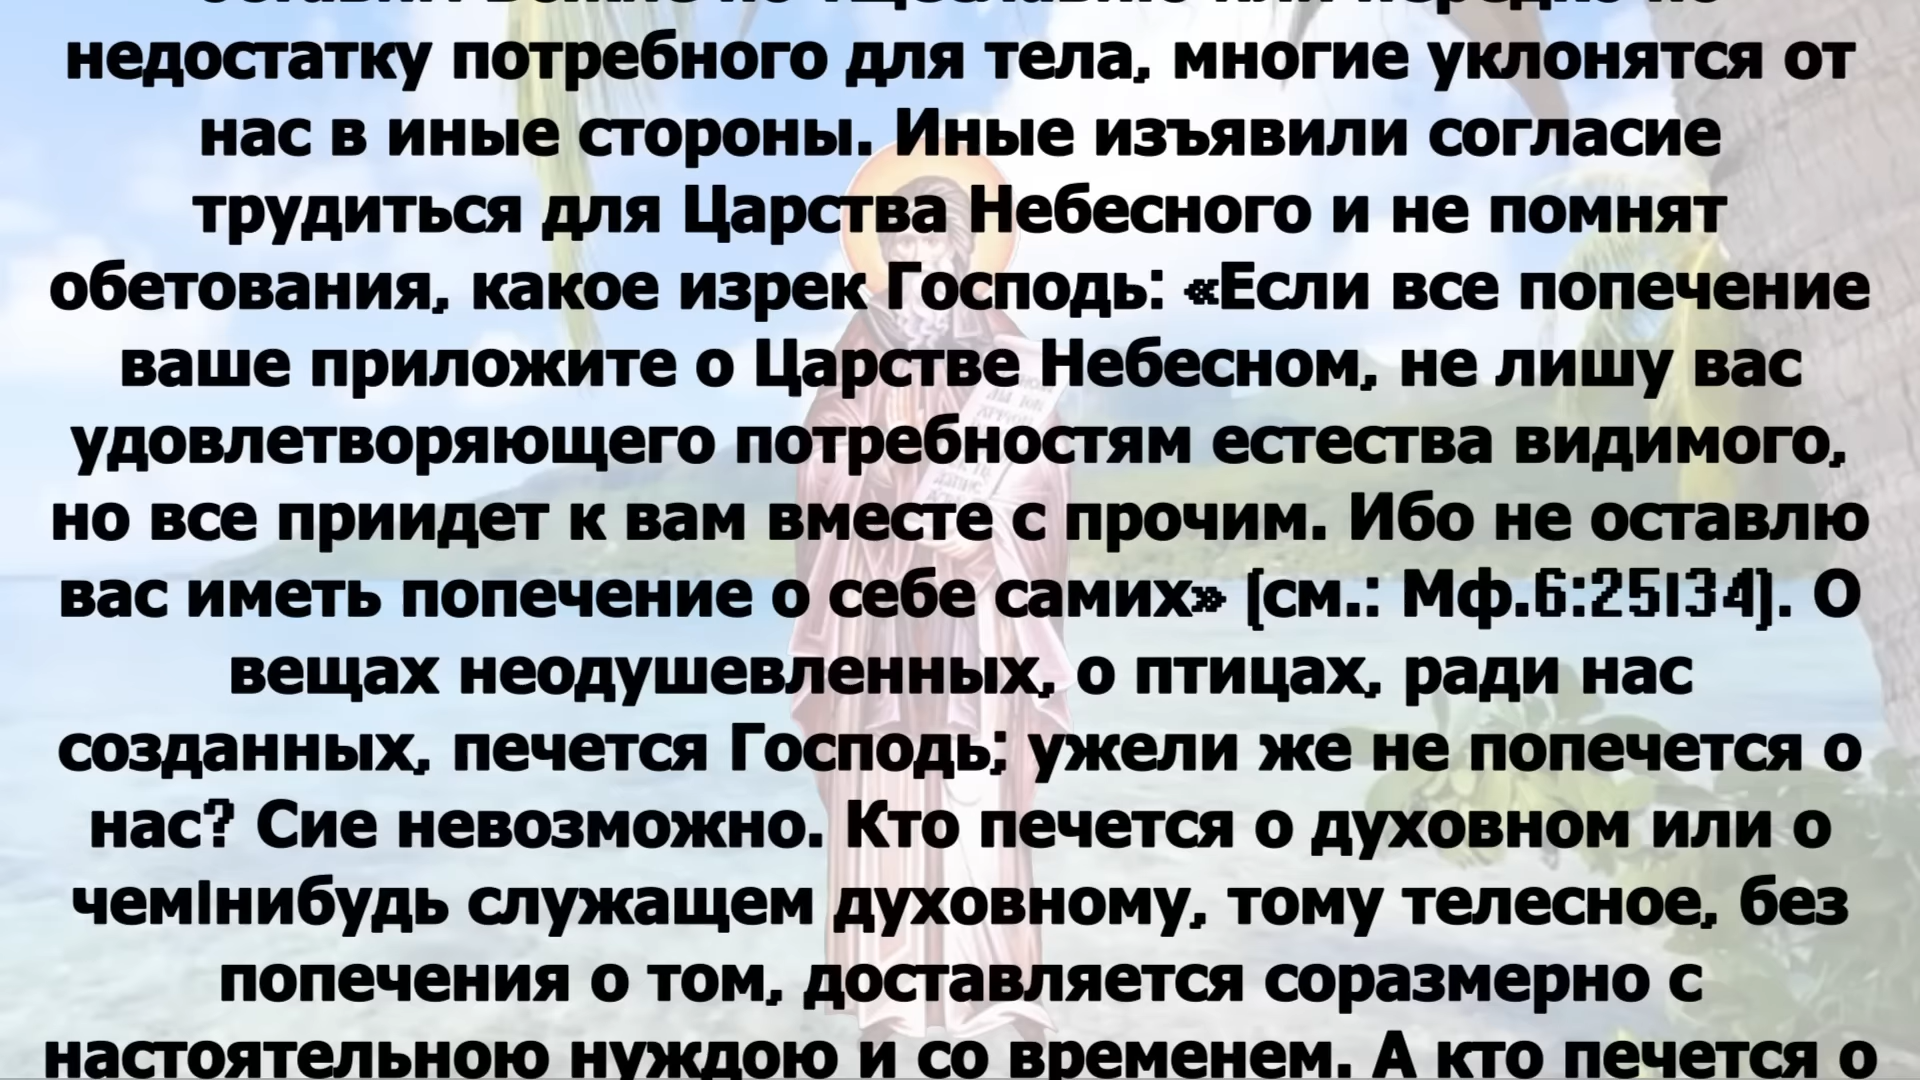 недостатку потребного для тела, многие уклонятся от
нас в иные стороны. Иные изъявили согласие
трудиться для Царства Небесного и не помнят
обетования, какое изрек Господь: «Если все попечение
ваше приложите о Царстве Небесном, не лишу вас
удовлетворяющего потребностям естества видимого,
но все приидет к вам вместе с прочим. Ибо не оставлю
вас иметь попечение о себе самих» (см.: Мф.6:25I34). О
вещах неодушевленных, о птицах, ради нас
созданных, печется Господь; ужели же не попечется о
нас? Сие невозможно. Кто печется о духовном или о
чемIнибудь служащем духовному, тому телесное, без
попечения о том, доставляется соразмерно с
настоятельною нуждою и со временем. А кто печется о